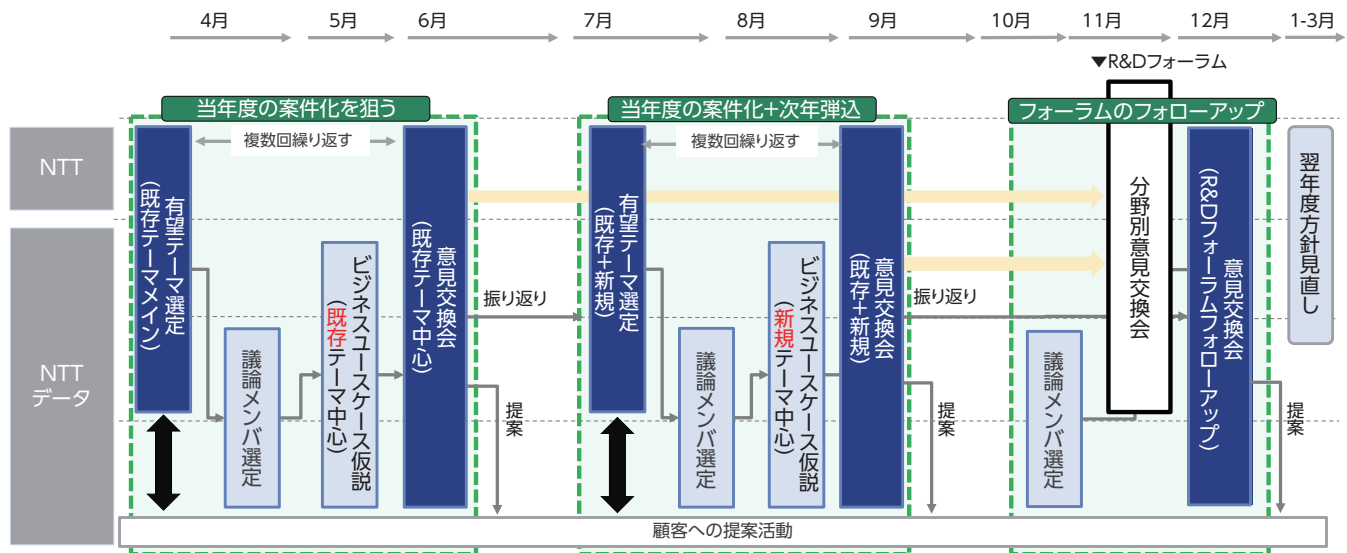 4月
5月
6月
7月
8月
9月
10月
11月
12月
1-3月
▼R&Dフォーラム
当年度の案件化を狙う
当年度の案件化+次年弾込
フォーラムのフォローアップ
NTT
NTT
データ
複数回繰り返す
有望テーマ選定
(既存テーマメイン)
議論メンバ選定
ビジネスユースケース仮説
(既存テーマ中心)
意見交換会
(既存テーマ中心)
振り返り
提案
複数回繰り返す
有望テーマ選定
(既存+新規)
議論メンバ選定
ビジネスユースケース仮説
(新規テーマ中心)
意見交換会
(既存+新規)
振り返り
提案
議論メンバ選定
分野別意見交換会
意見交換会
(R&Dフォーラムフォローアップ)
提案
翌年度方針見直し
顧客への提案活動